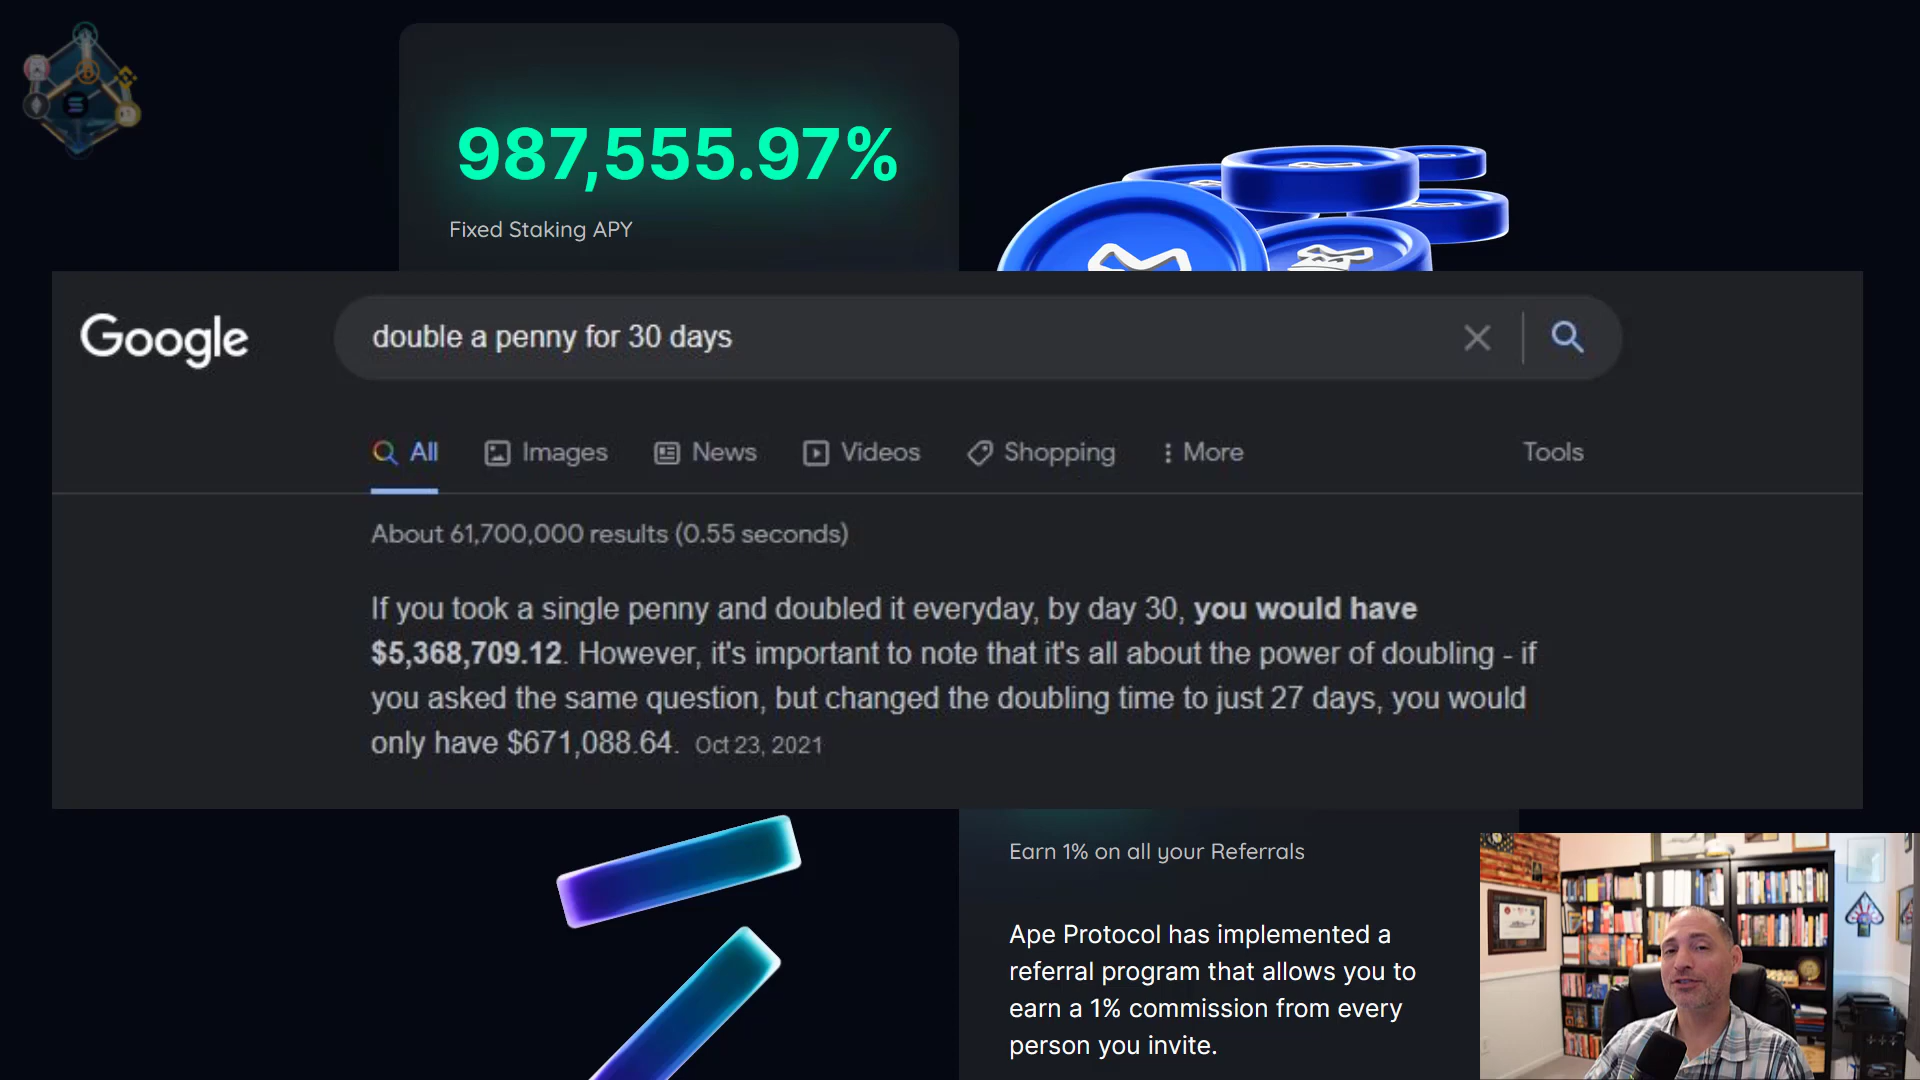 987,555.97%
Fixed Staking APY
Google
double a penny for 30 days
All Images News Videos Shopping More Tools
About 61,700,000 results (0.55 seconds)
If you took a single penny and doubled it everyday, by day 30, you would have
$5,368,709.12. However, it's important to note that it's all about the power of doubling - if
you asked the same question, but changed the doubling time to just 27 days, you would
only have $671,088.64. Oct 23, 2021
Earn 1% on all your Referrals
Ape Protocol has implemented a
referral program that allows you to
earn a 1% commission from every
person you invite.